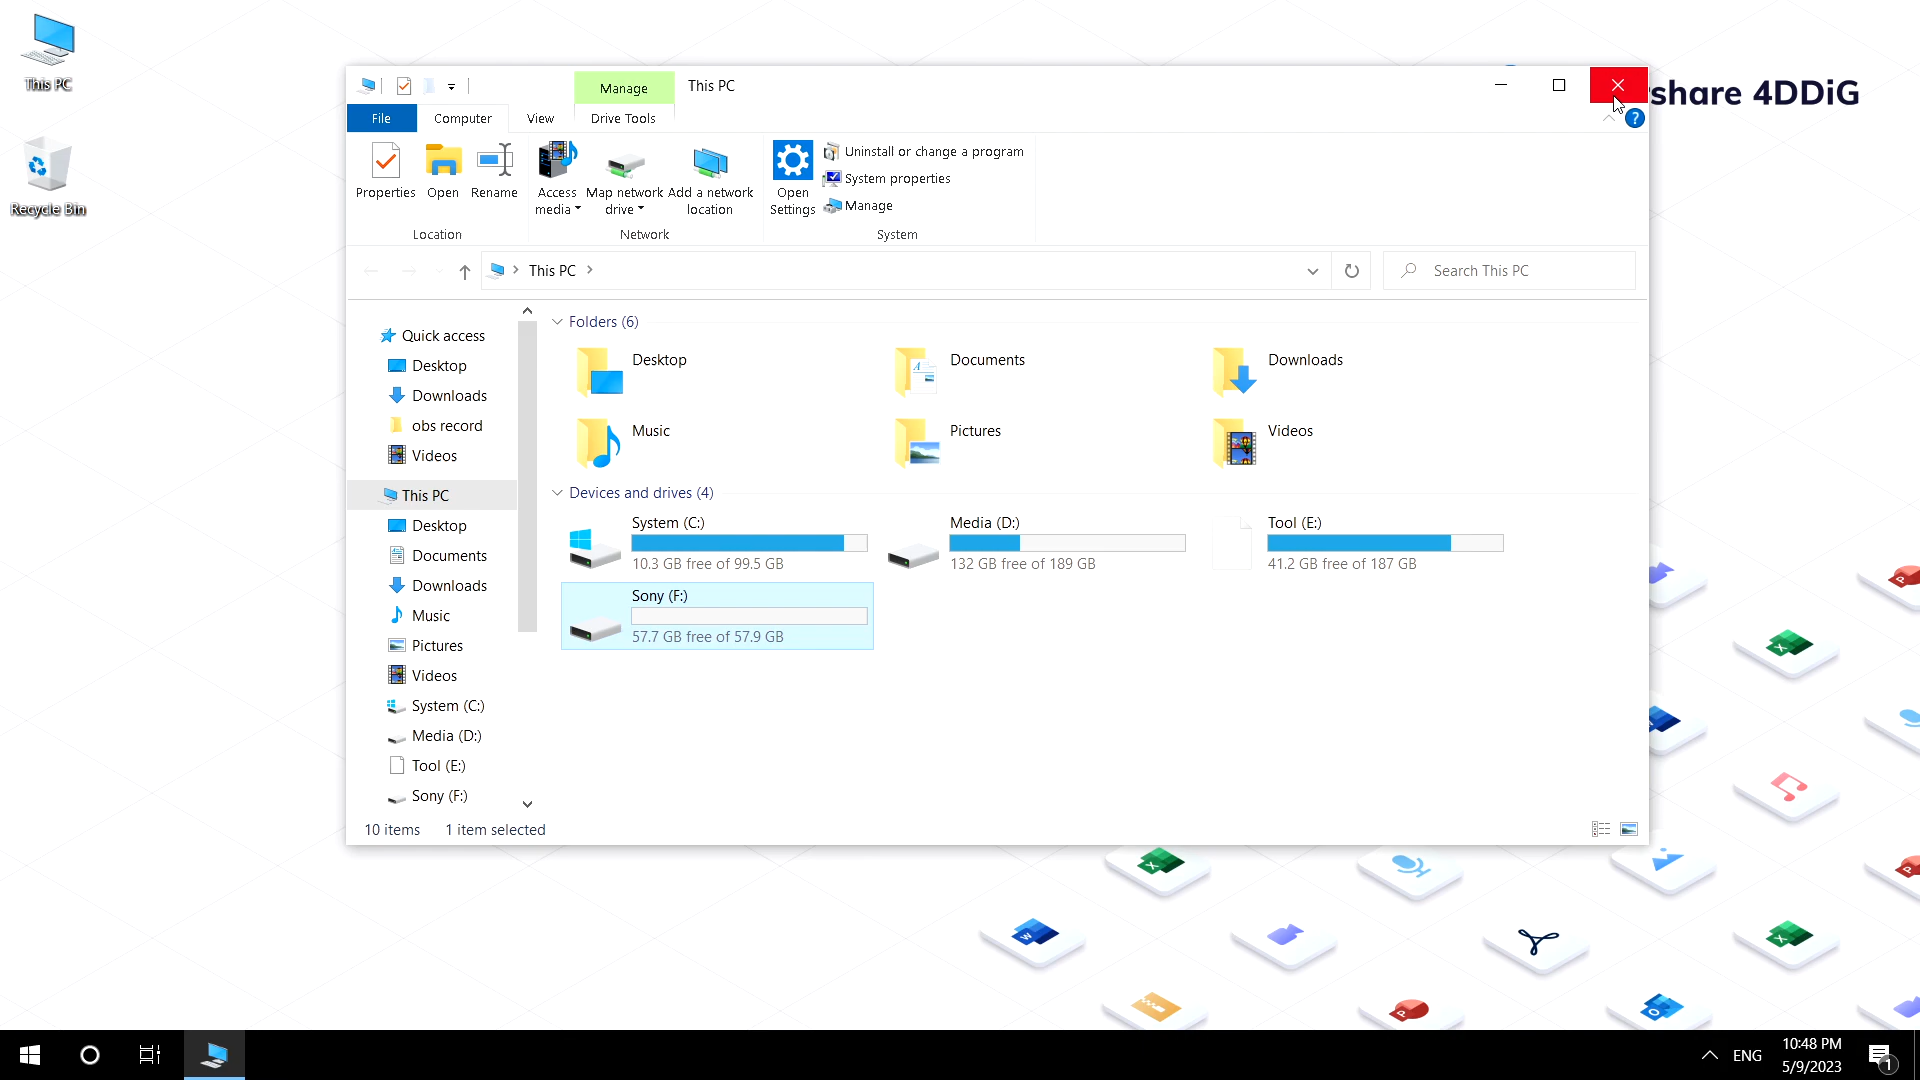 This PC
Recycle Bin
share 4DDiG
Manage
This PC
File
Computer
View
Drive Tools
Properties
Open
Rename
Access media
Map network drive
Add a network location
Open Settings
Uninstall or change a program
System properties
Manage
Location
Network
System
This PC
Search This PC
Quick access
Desktop
Downloads
obs record
Videos
This PC
Desktop
Documents
Downloads
Music
Pictures
Videos
System (C:)
Media (D:)
Tool (E:)
Sony (F:)
Folders (6)
Desktop
Documents
Downloads
Music
Pictures
Videos
Devices and drives (4)
System (C:)
10.3 GB free of 99.5 GB
Media (D:)
132 GB free of 189 GB
Tool (E:)
41.2 GB free of 187 GB
Sony (F:)
57.7 GB free of 57.9 GB
10 items
1 item selected
ENG
10:48 PM
5/9/2023
1